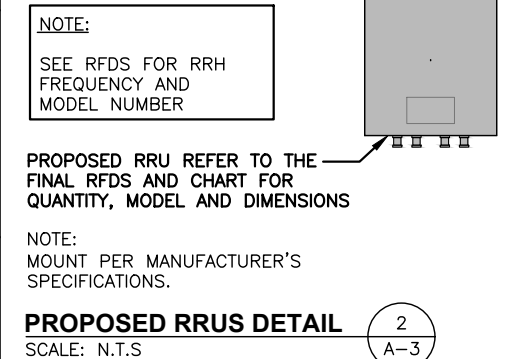 NOTE:
SEE RFDS FOR RRH
FREQUENCY AND
MODEL NUMBER
PROPOSED RRU REFER TO THE
FINAL RFDS AND CHART FOR
QUANTITY, MODEL AND DIMENSIONS
NOTE:
MOUNT PER MANUFACTURER'S
SPECIFICATIONS.
PROPOSED RRUS DETAIL
SCALE: N.T.S
2
A-3